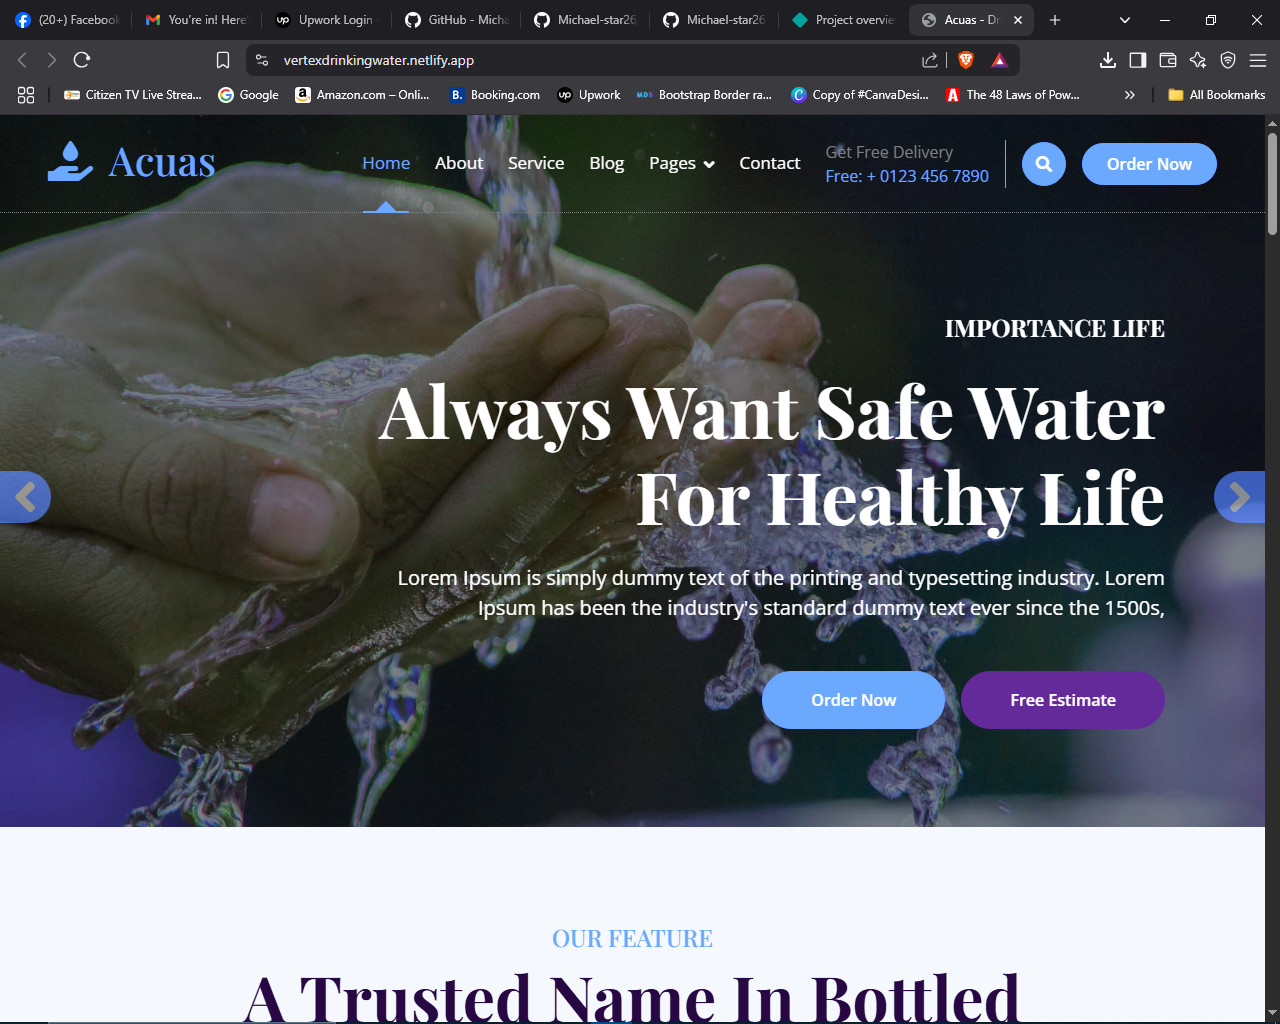 (20+) Facebook
You're in! Here'
Upwork Login -
GitHub - Micha
Michael-star26
Michael-star26
Project overvie
Acuas - Dr
vertexdrinkingwater.netlify.app
Citizen TV Live Strea...
Google
Amazon.com – Onli...
Booking.com
Upwork
Bootstrap Border ra...
Copy of #CanvaDesi...
The 48 Laws of Pow...
All Bookmarks
Acuas
Home
About
Service
Blog
Pages
Contact
Get Free Delivery
Free: + 0123 456 7890
Order Now
IMPORTANCE LIFE
Always Want Safe Water
For Healthy Life
Lorem Ipsum is simply dummy text of the printing and typesetting industry. Lorem
Ipsum has been the industry's standard dummy text ever since the 1500s,
Order Now
Free Estimate
OUR FEATURE
A Trusted Name In Bottled